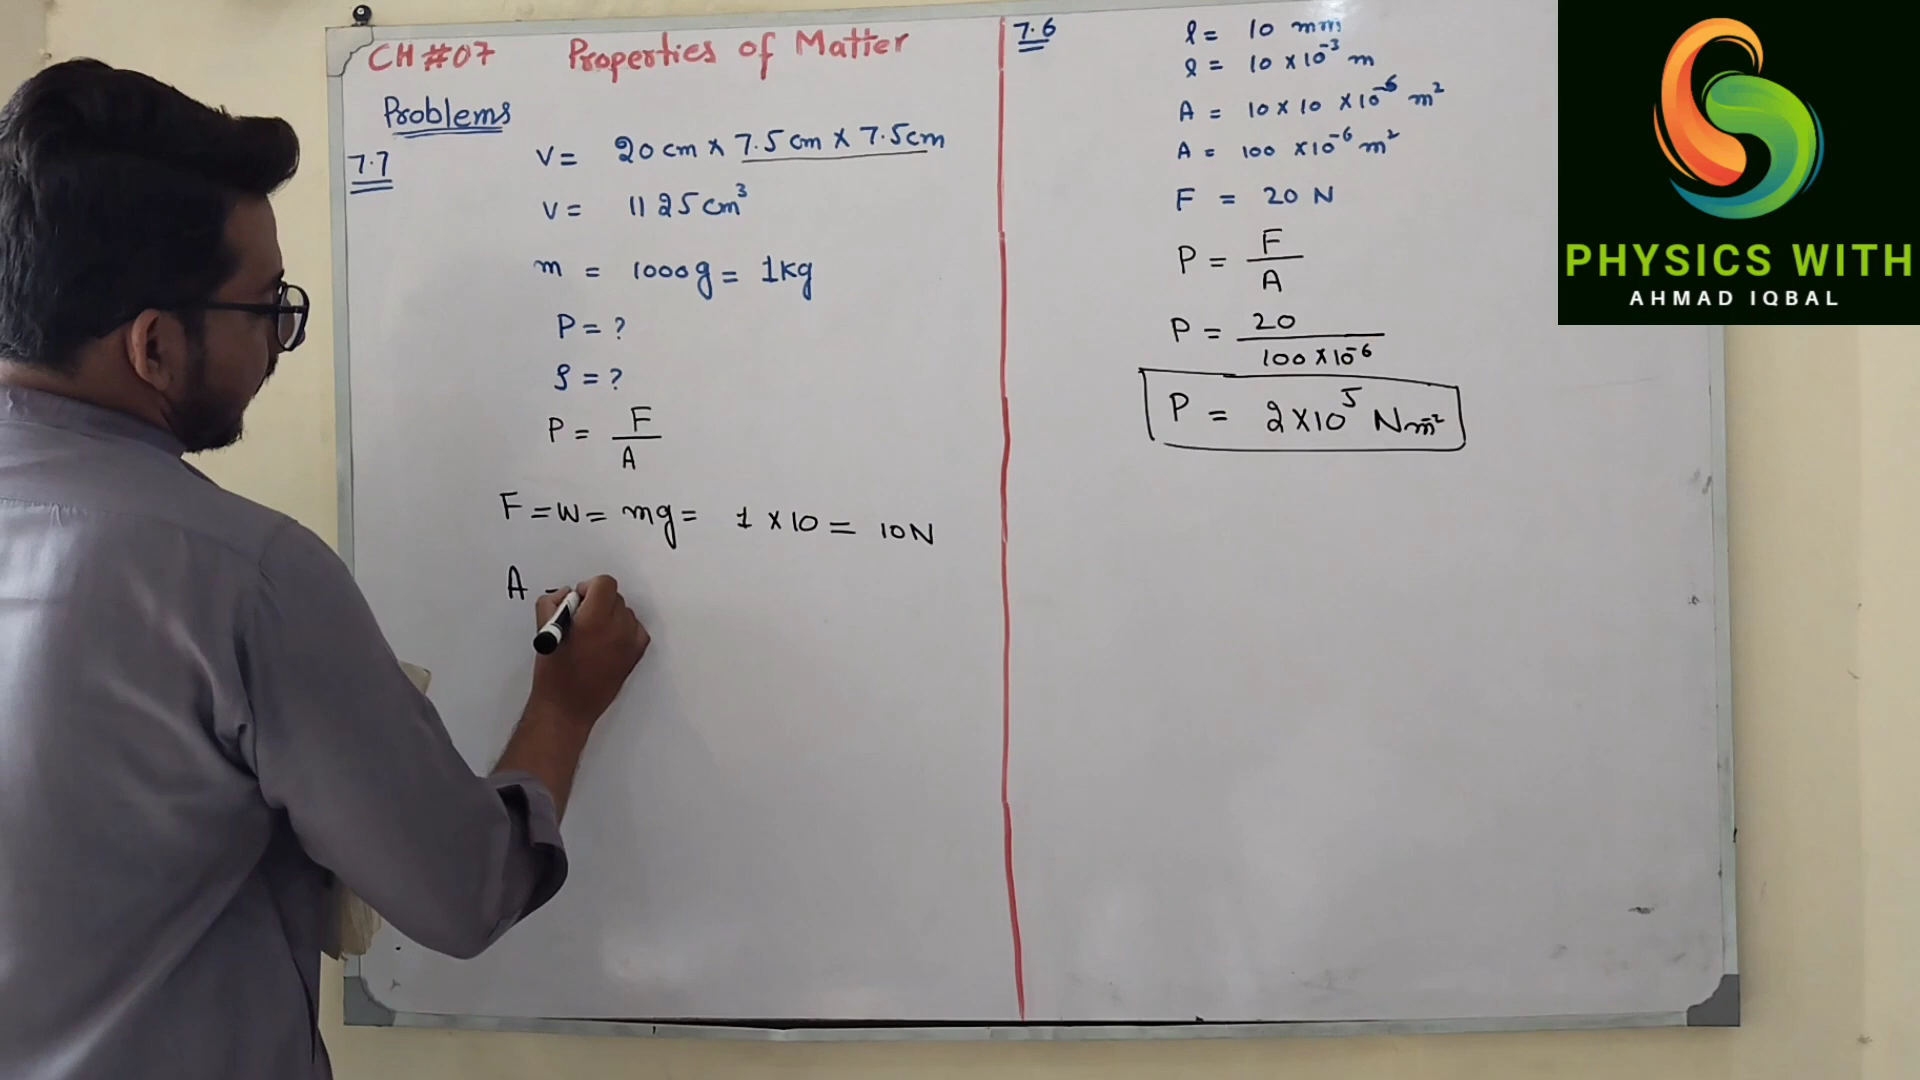 CH#07 Properties of Matter
Problems
7.7
V = 20 cm × 7.5 cm × 7.5cm
V = 1125 cm³
m = 1000g = 1kg
P = ?
ρ = ?
P = F/A
F = W = mg = 1 × 10 = 10N
A =
7.6
l = 10 mm
l = 10 × 10⁻³ m
A = 10 × 10 × 10⁻⁶ m²
A = 100 × 10⁻⁶ m²
F = 20 N
P = F/A
P = 20/100 × 10⁻⁶
P = 2 × 10⁵ Nm⁻²
PHYSICS WITH
AHMAD IQBAL